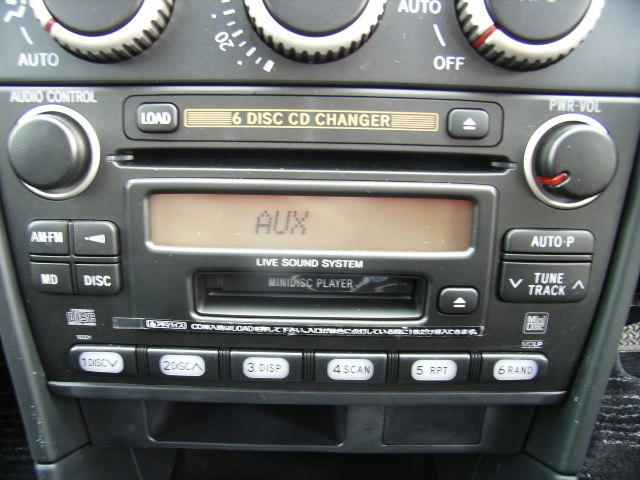 AUTO
20
AUTO
OFF
AUDIO CONTROL
PWR·VOL
LOAD
6 DISC CD CHANGER
AUX
LIVE SOUND SYSTEM
MINIDISC PLAYER
AM·FM
MD
DISC
AUTO·P
TUNE
TRACK
1 DISC
2 DISC
3 DISP
4 SCAN
5 RPT
6 RAND